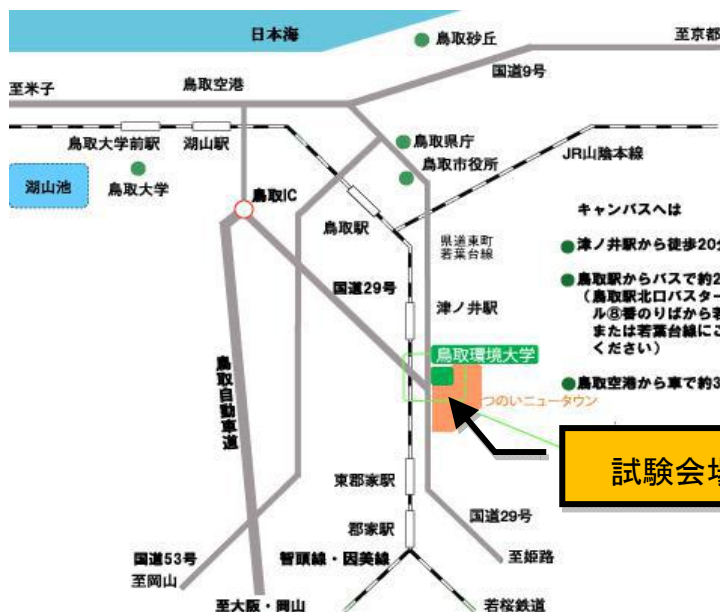 日本海
鳥取砂丘
至京都
国道9号
至米子
鳥取空港
鳥取大学前駅
湖山駅
鳥取県庁
鳥取市役所
JR山陰本線
湖山池
鳥取大学
鳥取IC
鳥取駅
県道東町
若葉台線
キャンパスへは
●津ノ井駅から徒歩20分
●鳥取駅からバスで約2
（鳥取駅北口バスター
ル⑧番のりばから若
または若葉台線にご
ください）
●鳥取空港から車で約3
国道29号
津ノ井駅
鳥取環境大学
つのいニュータウン
鳥取自動車道
試験会場
東郡家駅
郡家駅
国道29号
国道53号
至岡山
智頭線・因美線
至姫路
至大阪・岡山
若桜鉄道